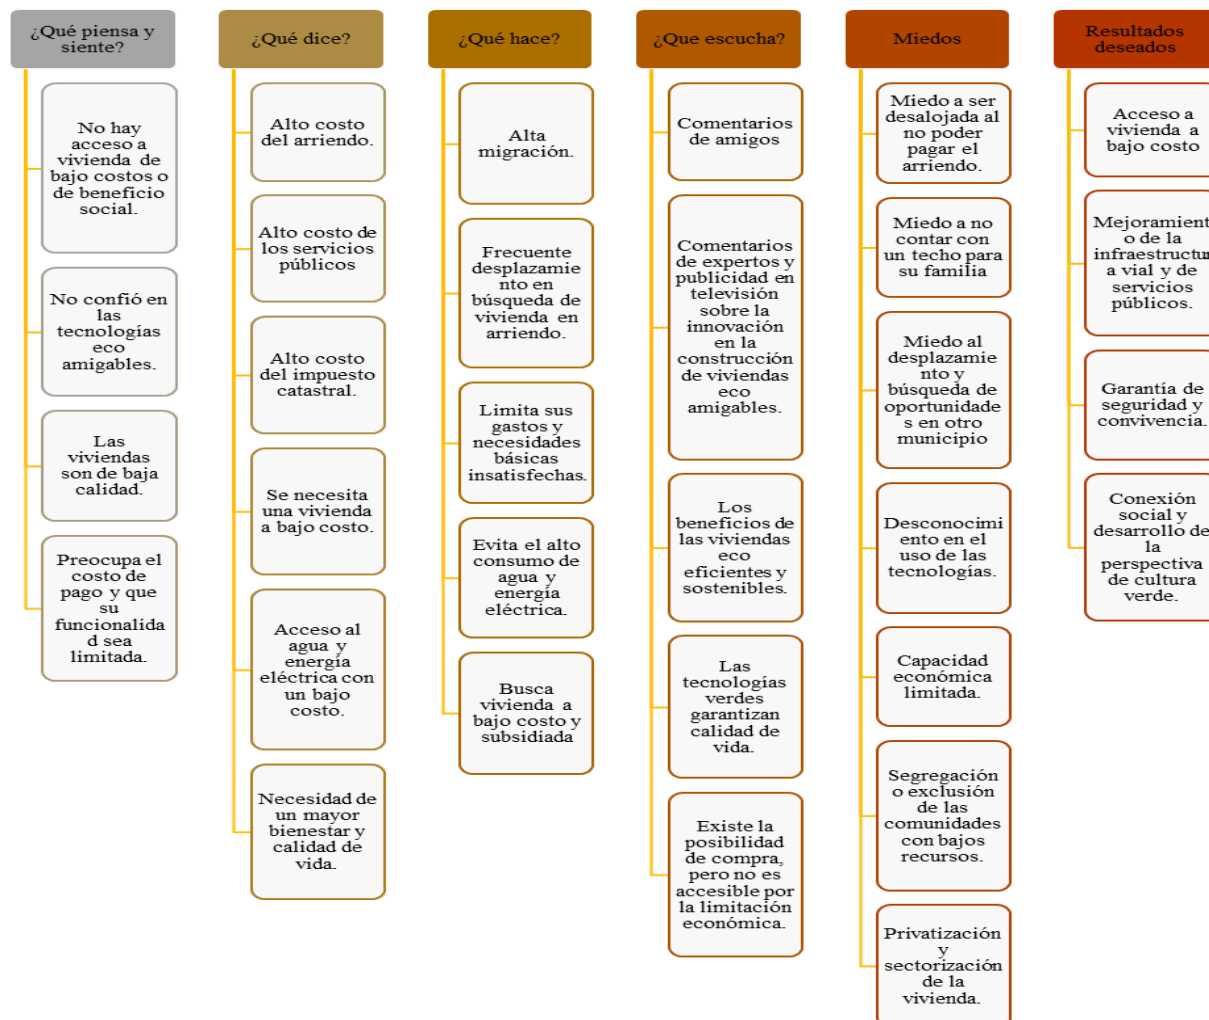 ¿Qué piensa y
siente?
No hay
acceso a
vivienda de
bajo costos o
de beneficio
social.
No confió en
las
tecnologías
eco
amigables.
Las
viviendas
son de baja
calidad.
Preocupa el
costo de
pago y que
su
funcionalida
d sea
limitada.
¿Qué dice?
Alto costo
del arriendo.
Alto costo de
los servicios
públicos
Alto costo
del impuesto
catastral.
Se necesita
una vivienda
a bajo costo.
Acceso al
agua y
energía
eléctrica con
un bajo
costo.
Necesidad de
un mayor
bienestar y
calidad de
vida.
¿Qué hace?
Alta
migración.
Frecuente
desplazamie
nto en
búsqueda de
vivienda en
arriendo.
Limita sus
gastos y
necesidades
básicas
insatisfechas.
Evita el alto
consumo de
agua y
energía
eléctrica.
Busca
vivienda a
bajo costo y
subsidiada
¿Que escucha?
Comentarios
de amigos
Comentarios
de expertos y
publicidad en
televisión
sobre la
innovación
en la
construcción
de viviendas
eco
amigables.
Los
beneficios de
las viviendas
eco
eficientes y
sostenibles.
Las
tecnologías
verdes
garantizan
calidad de
vida.
Existe la
posibilidad
de compra,
pero no es
accesible por
la limitación
económica.
Miedos
Miedo a ser
desalojada al
no poder
pagar el
arriendo.
Miedo a no
contar con
un techo para
su familia
Miedo al
desplazamie
nto y
búsqueda de
oportunidade
s en otro
municipio
Desconocimi
ento en el
uso de las
tecnologías.
Capacidad
económica
limitada.
Segregación
o exclusión
de las
comunidades
con bajos
recursos.
Privatización
y
sectorización
de la
vivienda.
Resultados
deseados
Acceso a
vivienda a
bajo costo
Mejoramient
o de la
infraestructur
a vial y de
servicios
públicos.
Garantía de
seguridad y
convivencia.
Conexión
social y
desarrollo de
la
perspectiva
de cultura
verde.